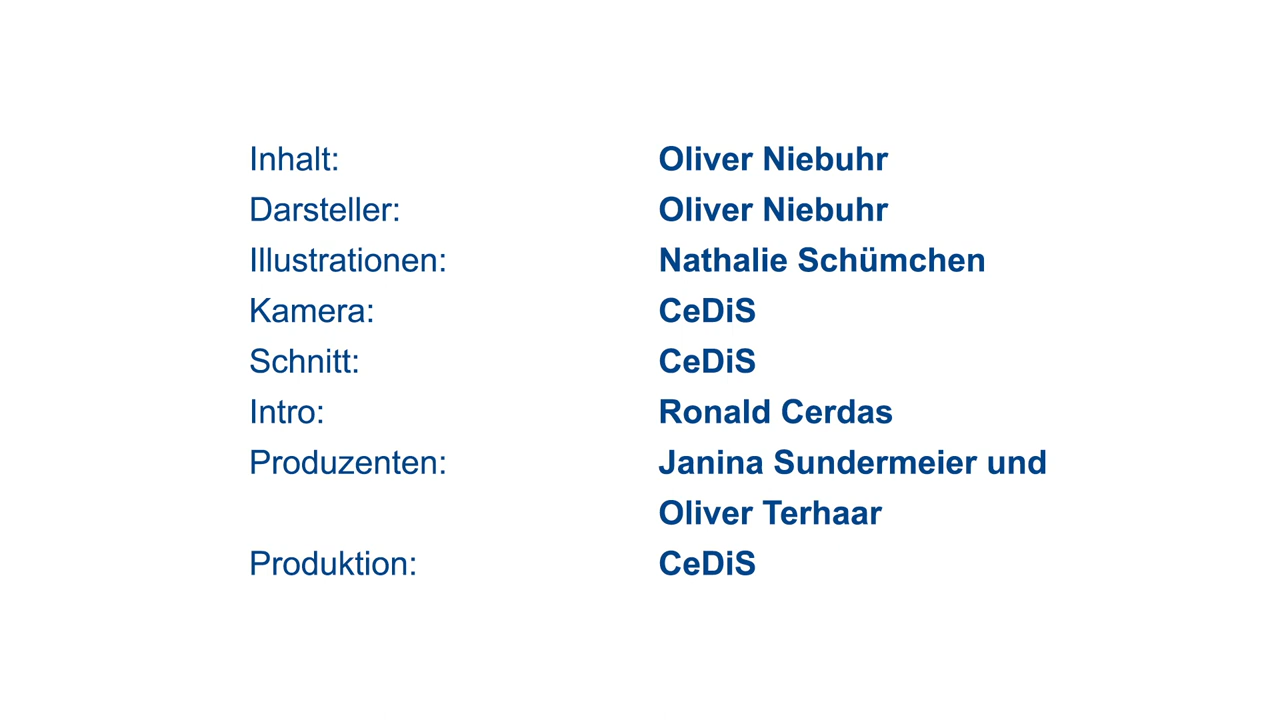 Inhalt: Oliver Niebuhr
Darsteller: Oliver Niebuhr
Illustrationen: Nathalie Schümchen
Kamera: CeDiS
Schnitt: CeDiS
Intro: Ronald Cerdas
Produzenten: Janina Sundermeier und
Oliver Terhaar
Produktion: CeDiS